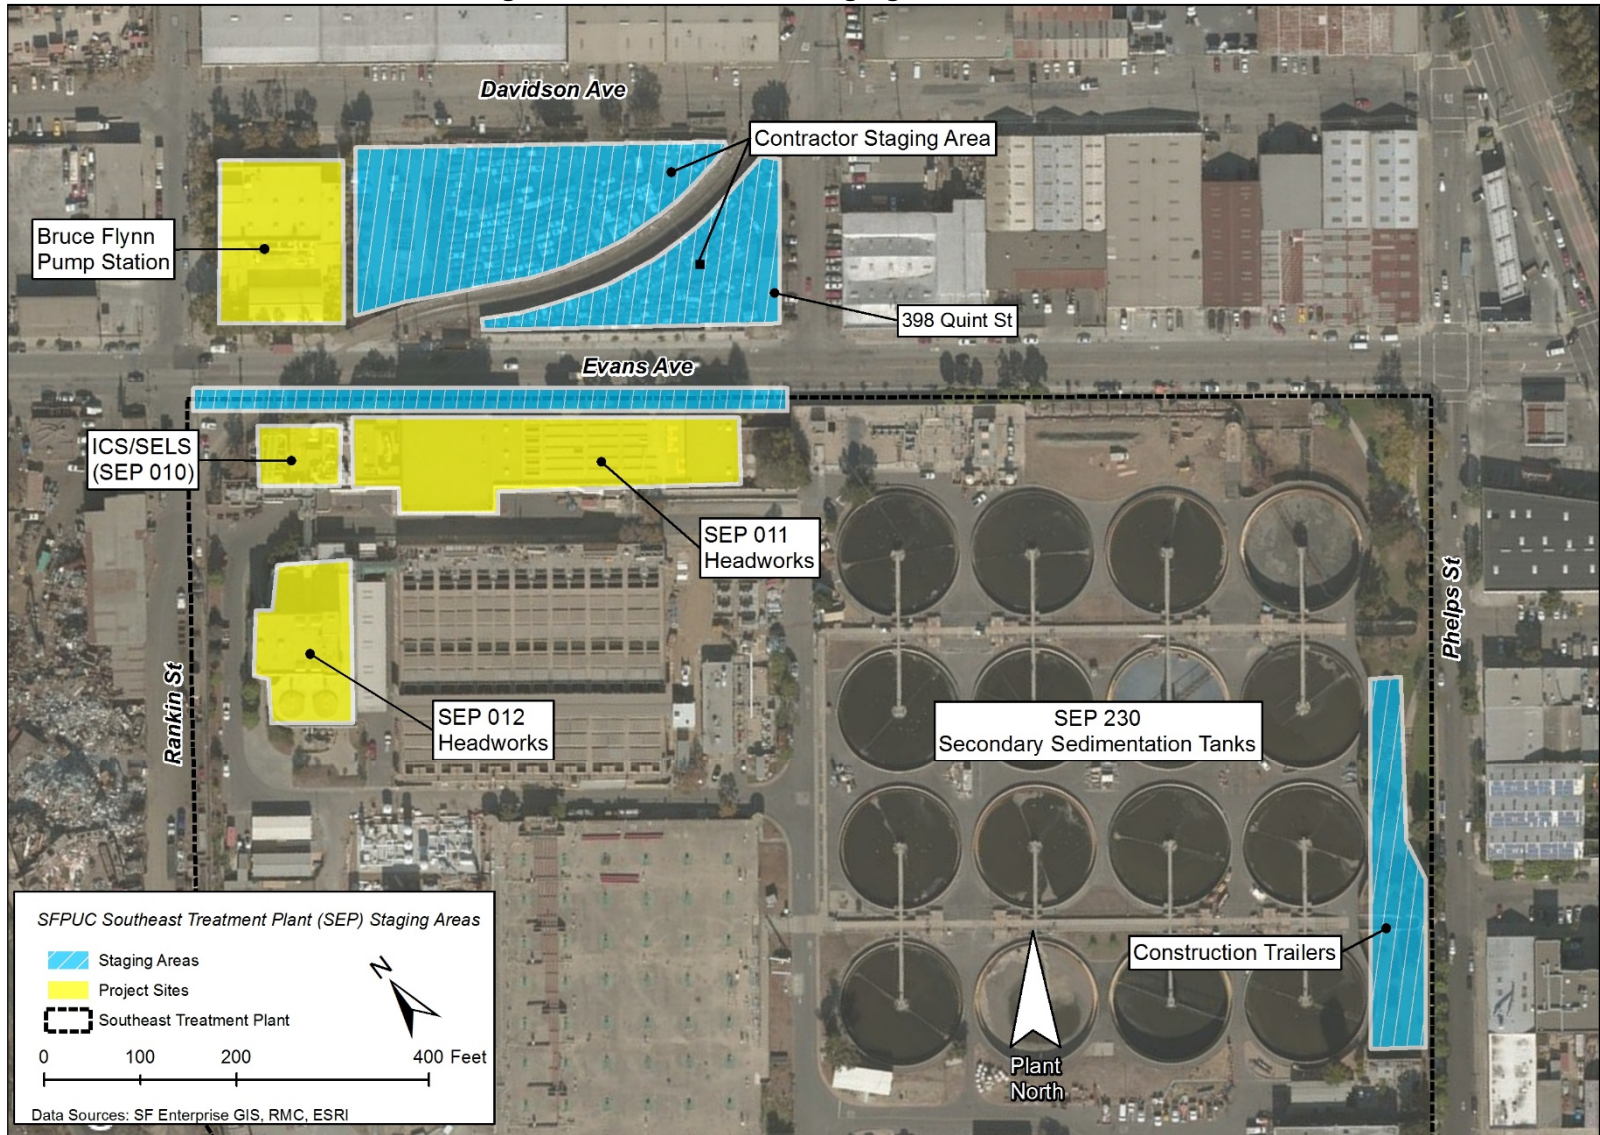 Davidson Ave
Contractor Staging Area
Bruce Flynn
Pump Station
398 Quint St
Evans Ave
ICS/SELS
(SEP 010)
SEP 011
Headworks
Phelps St
Rankin St
SEP 012
Headworks
SEP 230
Secondary Sedimentation Tanks
Construction Trailers
Plant
North
SFPUC Southeast Treatment Plant (SEP) Staging Areas
N
Staging Areas
Project Sites
Southeast Treatment Plant
0 100 200 400 Feet
Data Sources: SF Enterprise GIS, RMC, ESRI